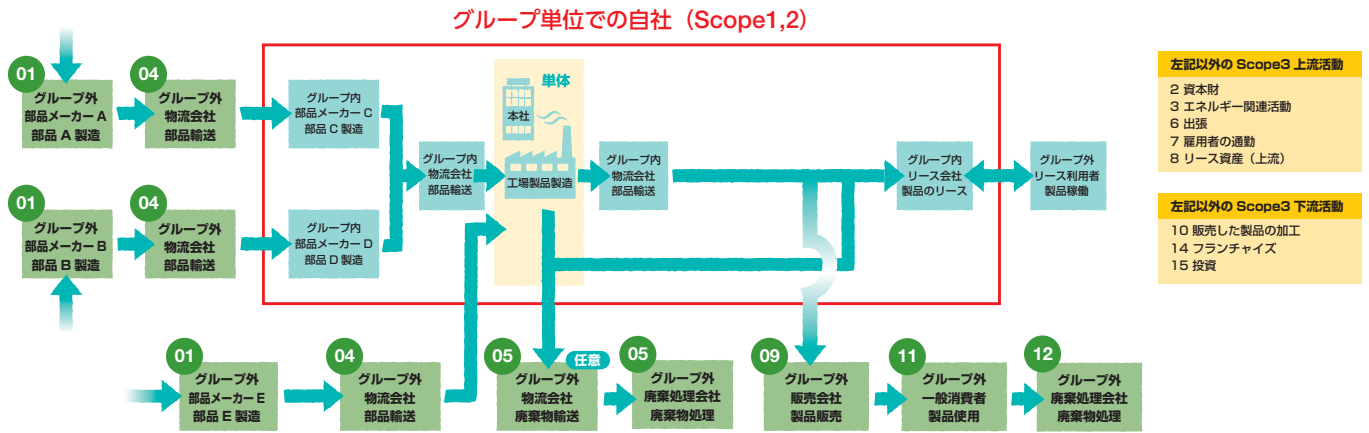 グループ単位での自社（Scope1,2）
01
グループ外
部品メーカー A
部品 A 製造
04
グループ外
物流会社
部品輸送
グループ内
部品メーカー C
部品 C 製造
単体
本社
工場製品製造
グループ内
物流会社
部品輸送
グループ内
物流会社
部品輸送
グループ内
リース会社
製品のリース
グループ外
リース利用者
製品稼働
01
グループ外
部品メーカー B
部品 B 製造
04
グループ外
物流会社
部品輸送
グループ内
部品メーカー D
部品 D 製造
01
グループ外
部品メーカー E
部品 E 製造
04
グループ外
物流会社
部品輸送
05
任意
グループ外
物流会社
廃棄物輸送
05
グループ外
廃棄処理会社
廃棄物処理
09
グループ外
販売会社
製品販売
11
グループ外
一般消費者
製品使用
12
グループ外
廃棄処理会社
廃棄物処理
左記以外の Scope3 上流活動
2 資本財
3 エネルギー関連活動
6 出張
7 雇用者の通勤
8 リース資産（上流）
左記以外の Scope3 下流活動
10 販売した製品の加工
14 フランチャイズ
15 投資